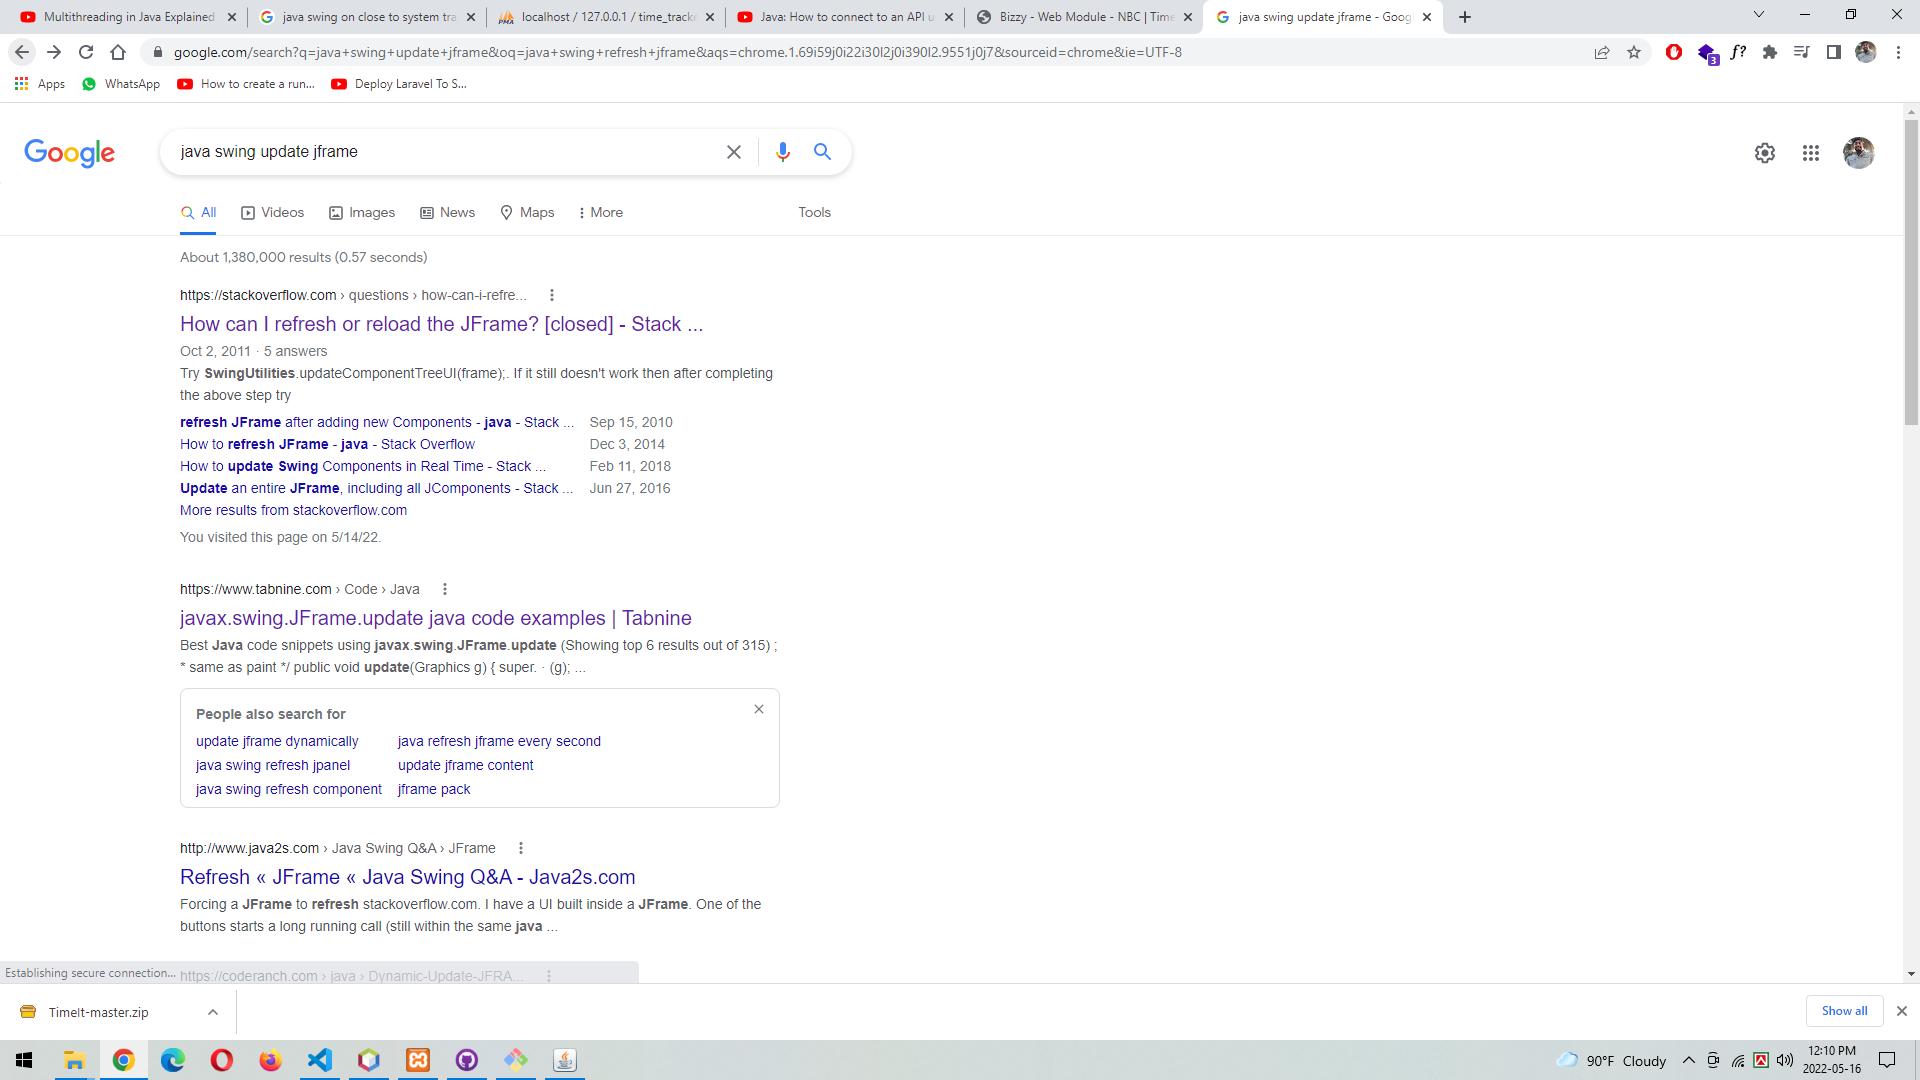 Multithreading in Java Explained
java swing on close to system tra
localhost / 127.0.0.1 / time_track
Java: How to connect to an API u
Bizzy - Web Module - NBC | Time
java swing update jframe - Goog
google.com/search?q=java+swing+update+jframe&oq=java+swing+refresh+jframe&aqs=chrome.1.69i59j0i22i30l2j0i390l2.9551j0j7&sourceid=chrome&ie=UTF-8
3
f?
Apps
WhatsApp
How to create a run...
Deploy Laravel To S...
Google
java swing update jframe
All
Videos
Images
News
Maps
More
Tools
About 1,380,000 results (0.57 seconds)
https://stackoverflow.com › questions › how-can-i-refre...
How can I refresh or reload the JFrame? [closed] - Stack ...
Oct 2, 2011 · 5 answers
Try SwingUtilities.updateComponentTreeUI(frame);. If it still doesn't work then after completing
the above step try
refresh JFrame after adding new Components - java - Stack ... Sep 15, 2010
How to refresh JFrame - java - Stack Overflow Dec 3, 2014
How to update Swing Components in Real Time - Stack ... Feb 11, 2018
Update an entire JFrame, including all JComponents - Stack ... Jun 27, 2016
More results from stackoverflow.com
You visited this page on 5/14/22.
https://www.tabnine.com › Code › Java
javax.swing.JFrame.update java code examples | Tabnine
Best Java code snippets using javax.swing.JFrame.update (Showing top 6 results out of 315) ;
* same as paint */ public void update(Graphics g) { super. · (g); ...
People also search for
update jframe dynamically
java refresh jframe every second
java swing refresh jpanel
update jframe content
java swing refresh component
jframe pack
http://www.java2s.com › Java Swing Q&A › JFrame
Refresh « JFrame « Java Swing Q&A - Java2s.com
Forcing a JFrame to refresh stackoverflow.com. I have a UI built inside a JFrame. One of the
buttons starts a long running call (still within the same java ...
Establishing secure connection...
https://coderanch.com › java › Dynamic-Update-JFRA...
TimeIt-master.zip
Show all
90°F Cloudy
12:10 PM
2022-05-16